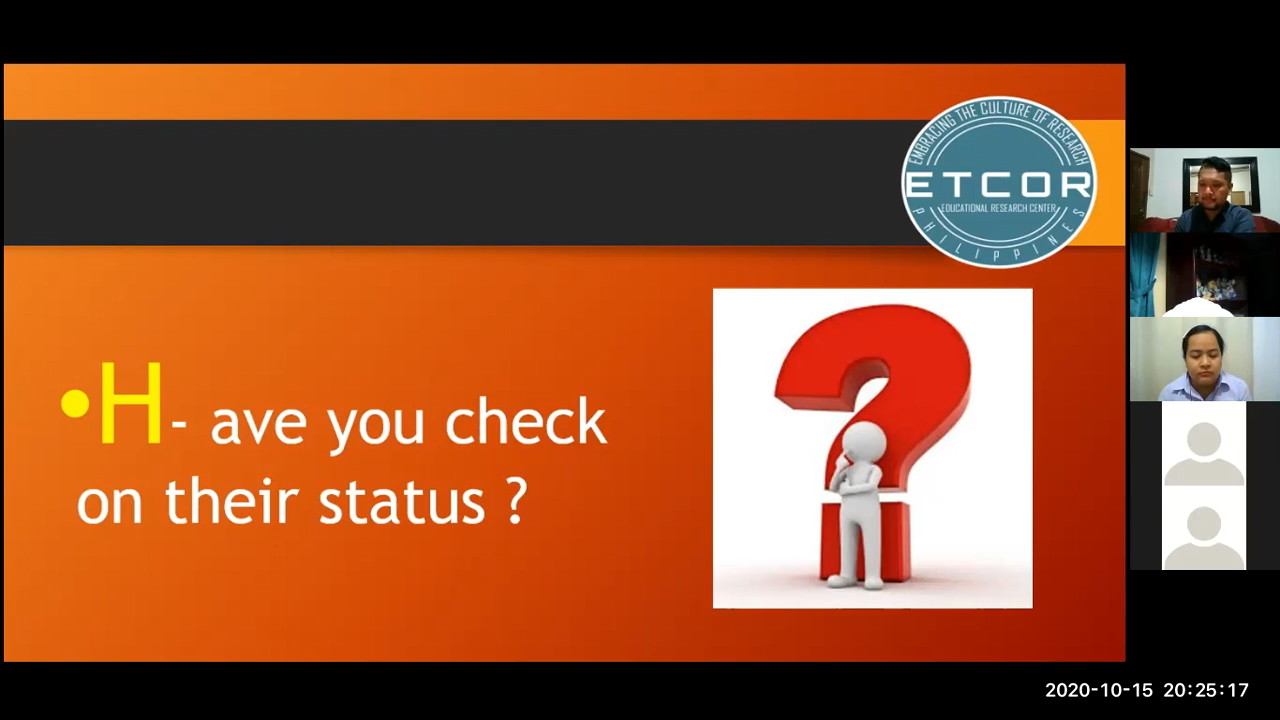 EMBRACING THE CULTURE OF RESEARCH
ETCOR
EDUCATIONAL RESEARCH CENTER
PHILIPPINES
•H- ave you check
on their status ?
2020-10-15 20:25:17